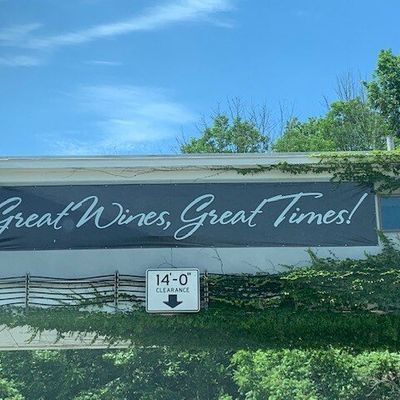 Great Wines, Great Times!
14'-0"
CLEARANCE